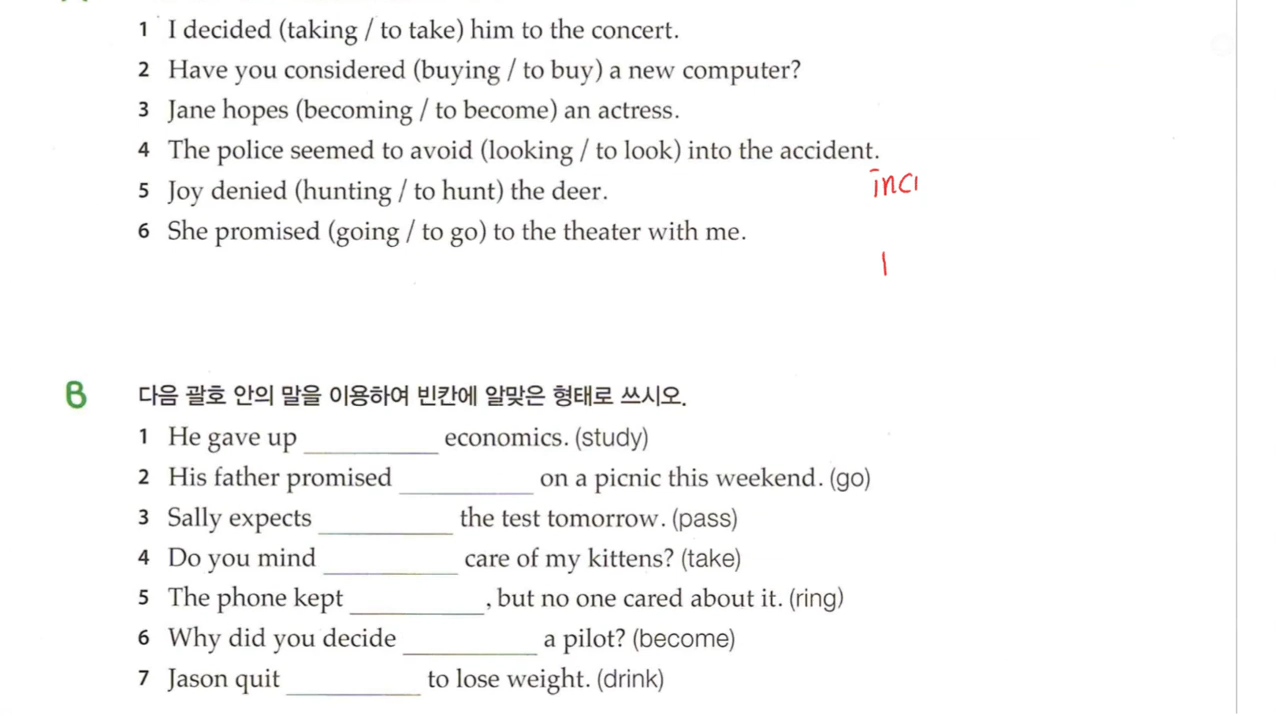 1 I decided (taking / to take) him to the concert.
2 Have you considered (buying / to buy) a new computer?
3 Jane hopes (becoming / to become) an actress.
4 The police seemed to avoid (looking / to look) into the accident.
5 Joy denied (hunting / to hunt) the deer.
6 She promised (going / to go) to the theater with me.
B 다음 괄호 안의 말을 이용하여 빈칸에 알맞은 형태로 쓰시오.
1 He gave up __________ economics. (study)
2 His father promised __________ on a picnic this weekend. (go)
3 Sally expects __________ the test tomorrow. (pass)
4 Do you mind __________ care of my kittens? (take)
5 The phone kept __________, but no one cared about it. (ring)
6 Why did you decide __________ a pilot? (become)
7 Jason quit __________ to lose weight. (drink)